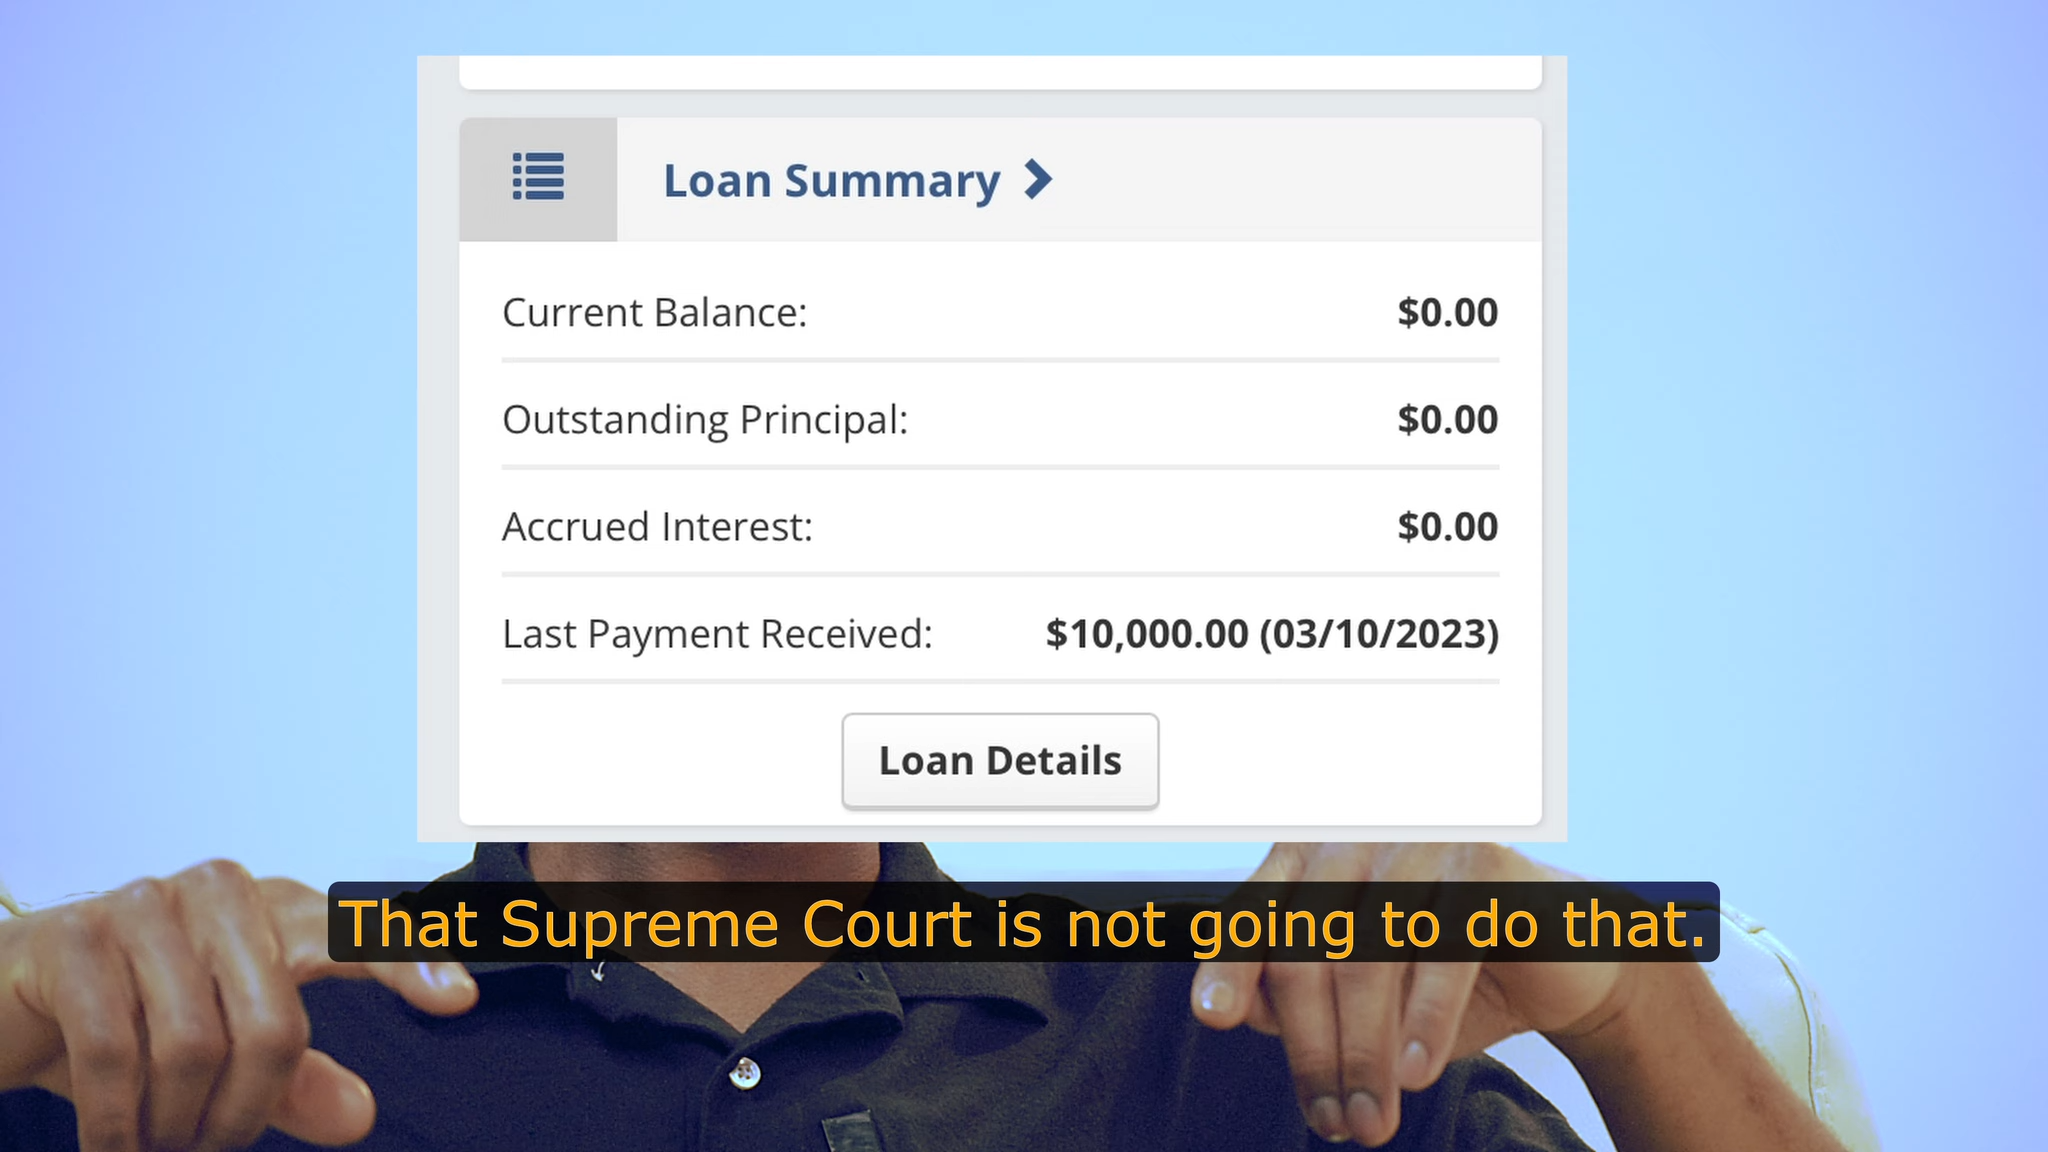 Loan Summary
Current Balance: $0.00
Outstanding Principal: $0.00
Accrued Interest: $0.00
Last Payment Received: $10,000.00 (03/10/2023)
Loan Details
That Supreme Court is not going to do that.